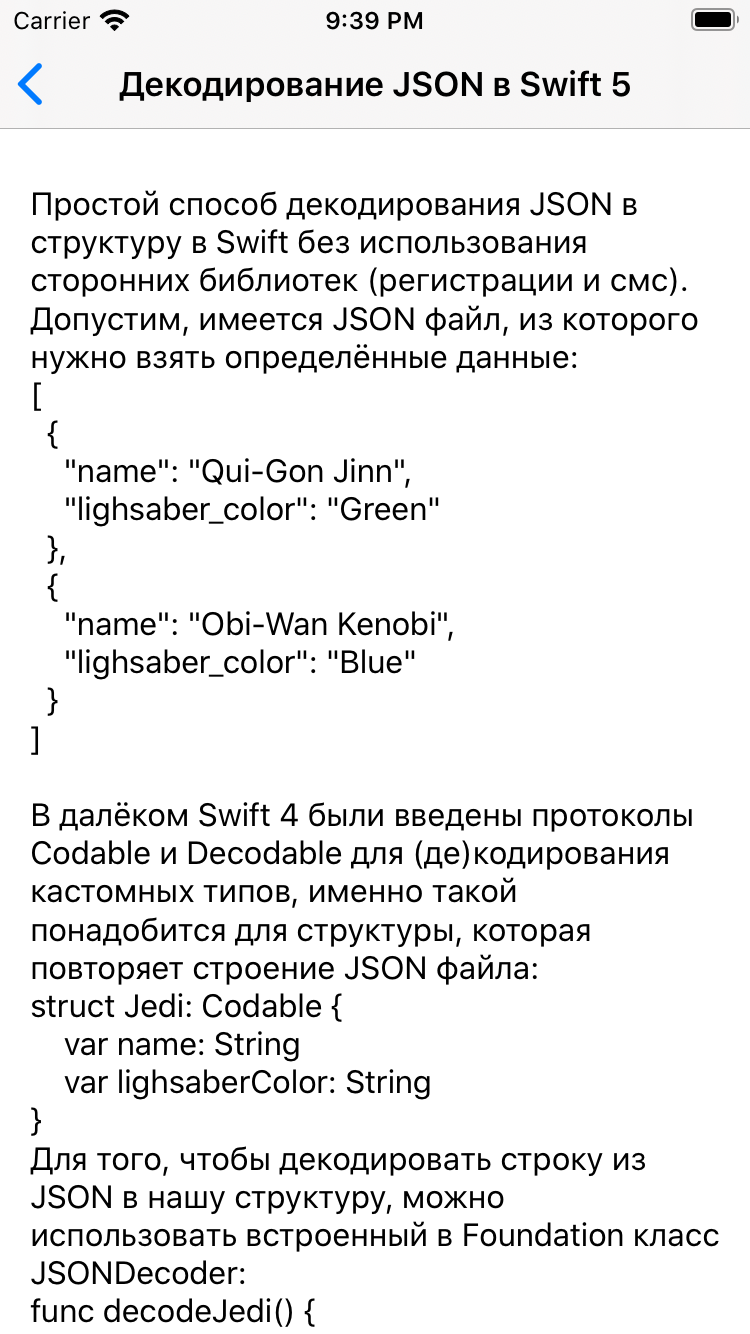 Carrier 9:39 PM
Декодирование JSON в Swift 5
Простой способ декодирования JSON в
структуру в Swift без использования
сторонних библиотек (регистрации и смс).
Допустим, имеется JSON файл, из которого
нужно взять определённые данные:
[
  {
    "name": "Qui-Gon Jinn",
    "lighsaber_color": "Green"
  },
  {
    "name": "Obi-Wan Kenobi",
    "lighsaber_color": "Blue"
  }
]
В далёком Swift 4 были введены протоколы
Codable и Decodable для (де)кодирования
кастомных типов, именно такой
понадобится для структуры, которая
повторяет строение JSON файла:
struct Jedi: Codable {
    var name: String
    var lighsaberColor: String
}
Для того, чтобы декодировать строку из
JSON в нашу структуру, можно
использовать встроенный в Foundation класс
JSONDecoder:
func decodeJedi() {